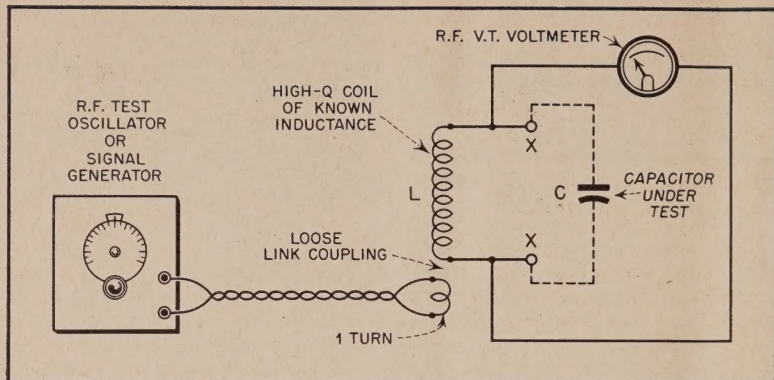 R.F. V.T. VOLTMETER
R.F. TEST
OSCILLATOR
OR
SIGNAL
GENERATOR
HIGH-Q COIL
OF KNOWN
INDUCTANCE
X
L
C
CAPACITOR
UNDER
TEST
X
LOOSE
LINK COUPLING
1 TURN